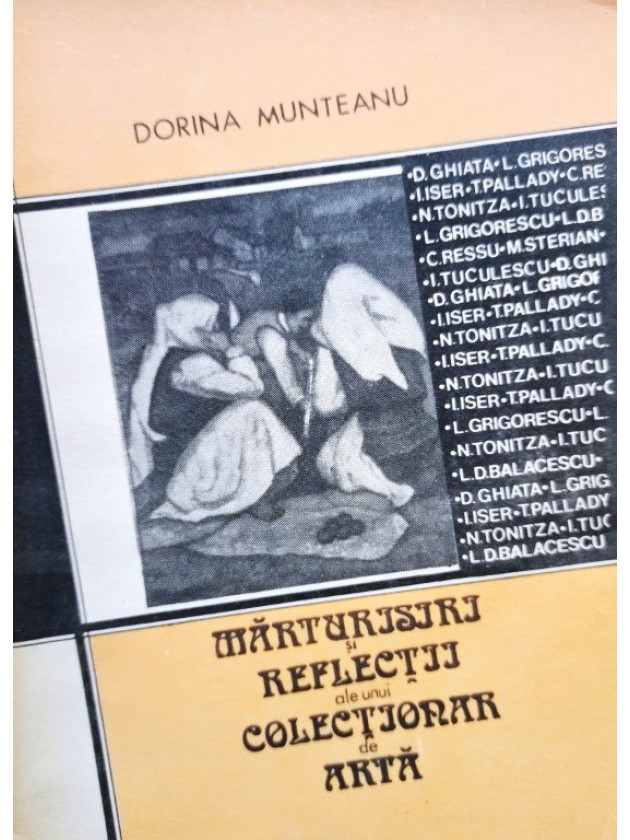 DORINA MUNTEANU
•D. GHIATA•L. GRIGORES
•I.ISER•T.PALLADY•C.RE
•N.TONITZA•I.TUCULES
•L.GRIGORESCU•L.D.B
•C.RESSU•M.STERIAN•
•I.TUCULESCU•D.GHI
•D.GHIATA•L.GRIGOR
•I.ISER•T.PALLADY•C
•N.TONITZA•I.TUCU
•I.ISER•T.PALLADY•C.
•N.TONITZA•I.TUCU
•I.ISER•T.PALLADY•C
•L.GRIGORESCU•L.
•N.TONITZA•I.TUC
•L.D.BALACESCU•
•D.GHIATA•L.GRIG
•I.ISER•T.PALLADY
•N.TONITZA•I.TUC
•L.D.BALACESCU
MĂRTURISIRI
și
REFLECȚII
ale unui
COLECȚIONAR
de
ARTĂ